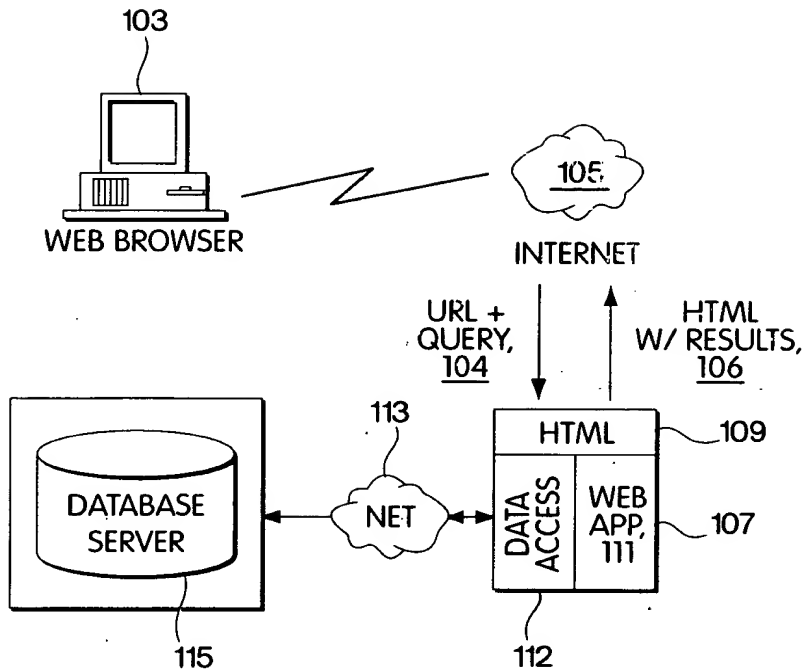 103
WEB BROWSER
105
INTERNET
URL +
QUERY,
104
HTML
W/ RESULTS,
106
113
HTML
109
DATABASE
SERVER
NET
DATA
ACCESS
WEB
APP,
111
107
115
112